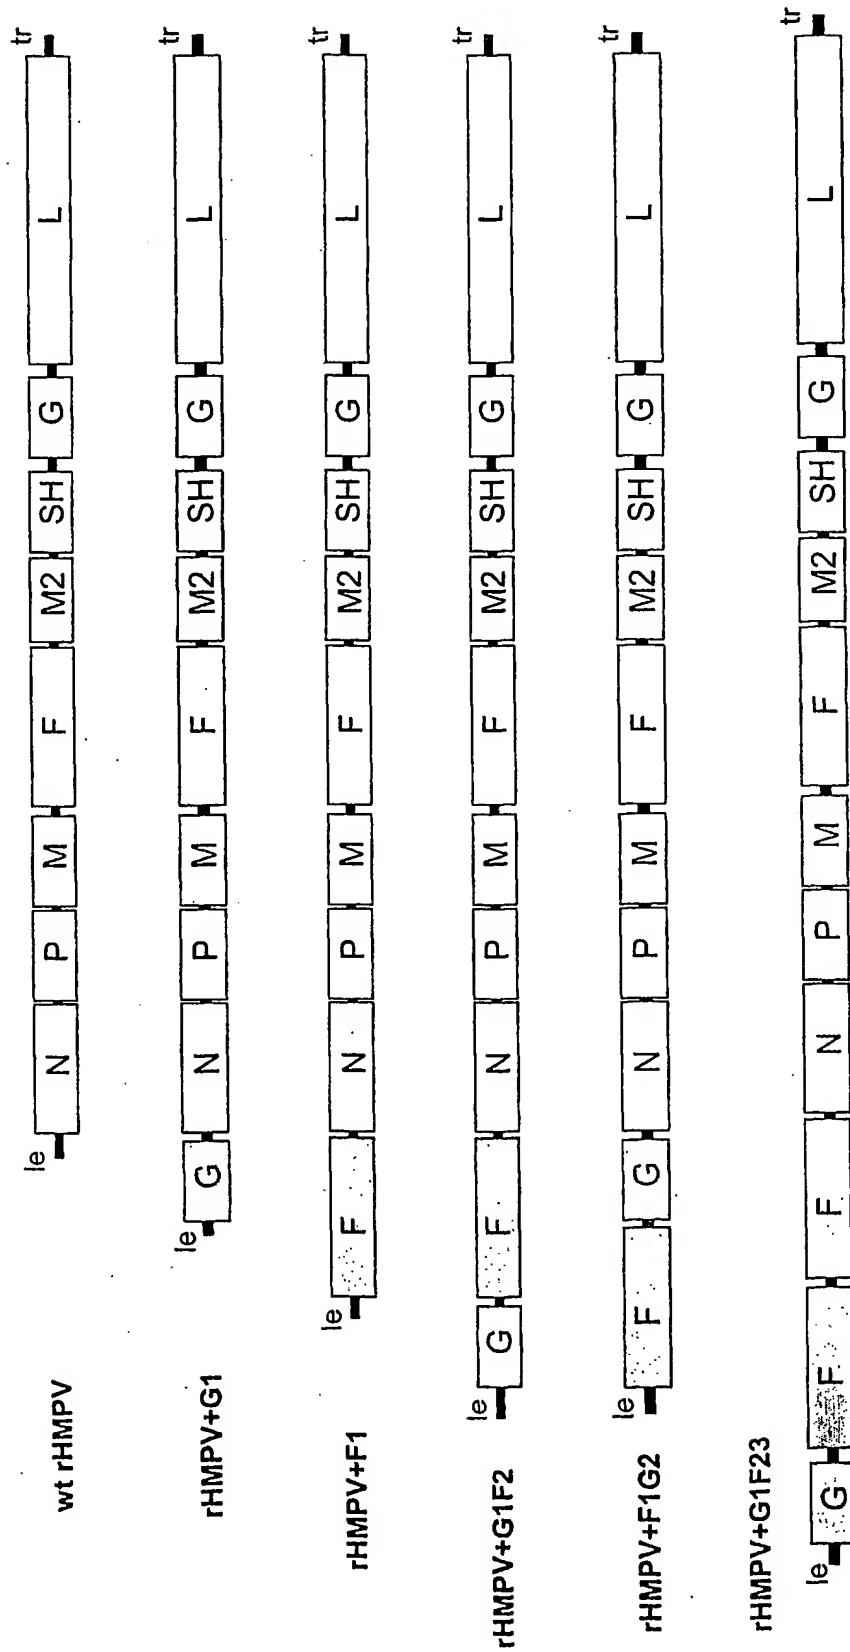 wt rHMPV
le N P M F M2 SH G L tr
rHMPV+G1
le G N P M F M2 SH G L tr
rHMPV+F1
le F N P M F M2 SH G L tr
rHMPV+G1F2
le G F N P M F M2 SH G L tr
rHMPV+F1G2
le F G N P M F M2 SH G L tr
rHMPV+G1F23
le G F F N P M F M2 SH G L tr